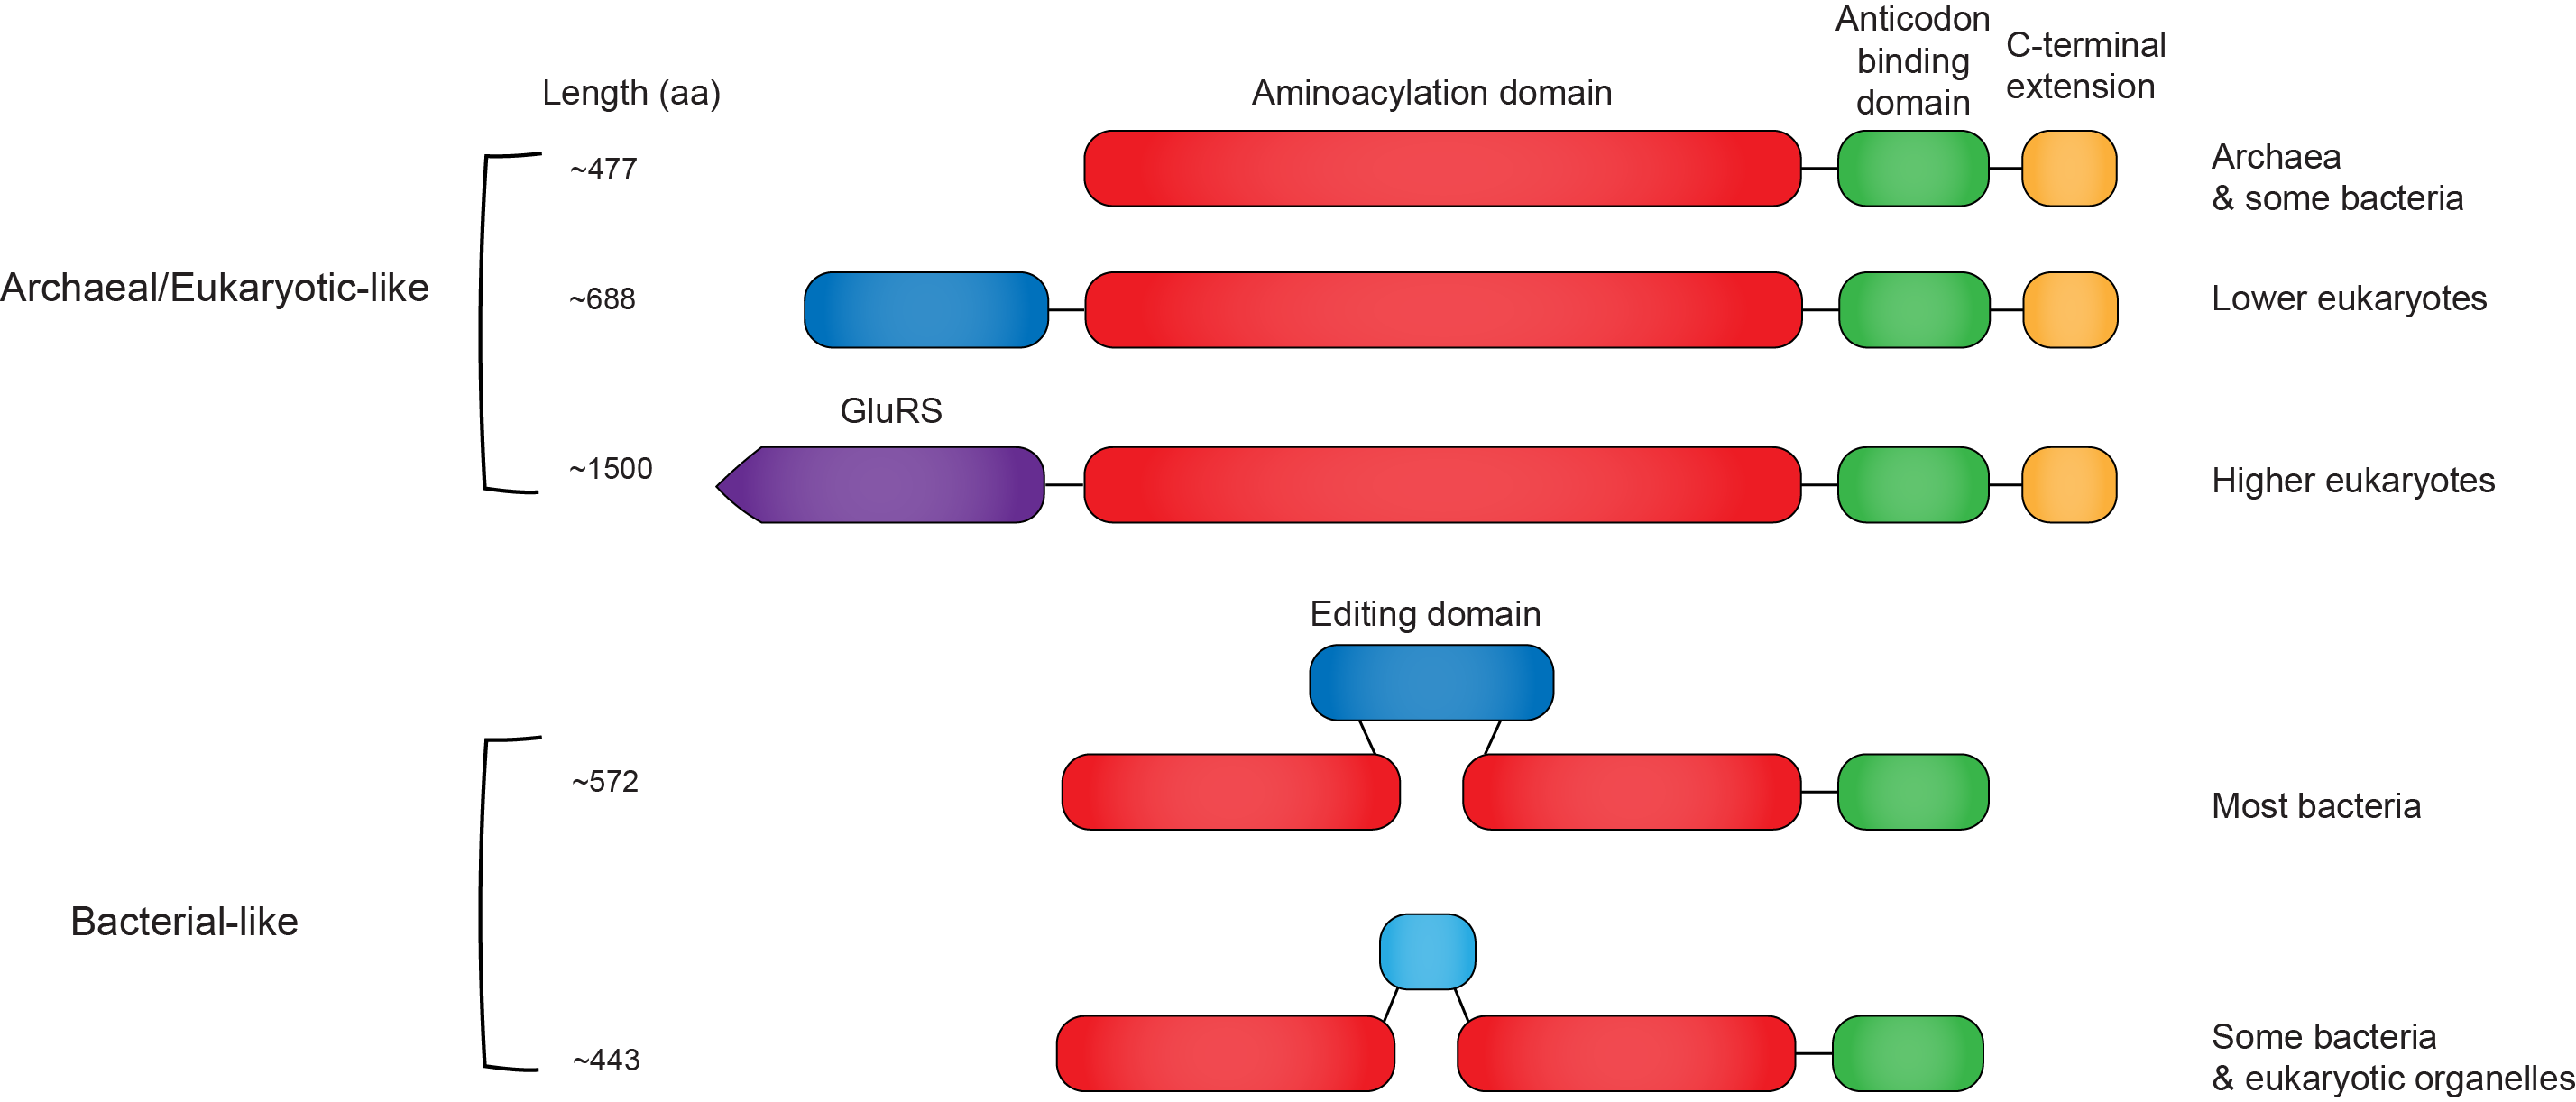 Anticodon
binding
domain
C-terminal
extension
Length (aa)
Aminoacylation domain
~477
Archaea
& some bacteria
Archaeal/Eukaryotic-like
~688
Lower eukaryotes
GluRS
~1500
Higher eukaryotes
Editing domain
~572
Most bacteria
Bacterial-like
~443
Some bacteria
& eukaryotic organelles